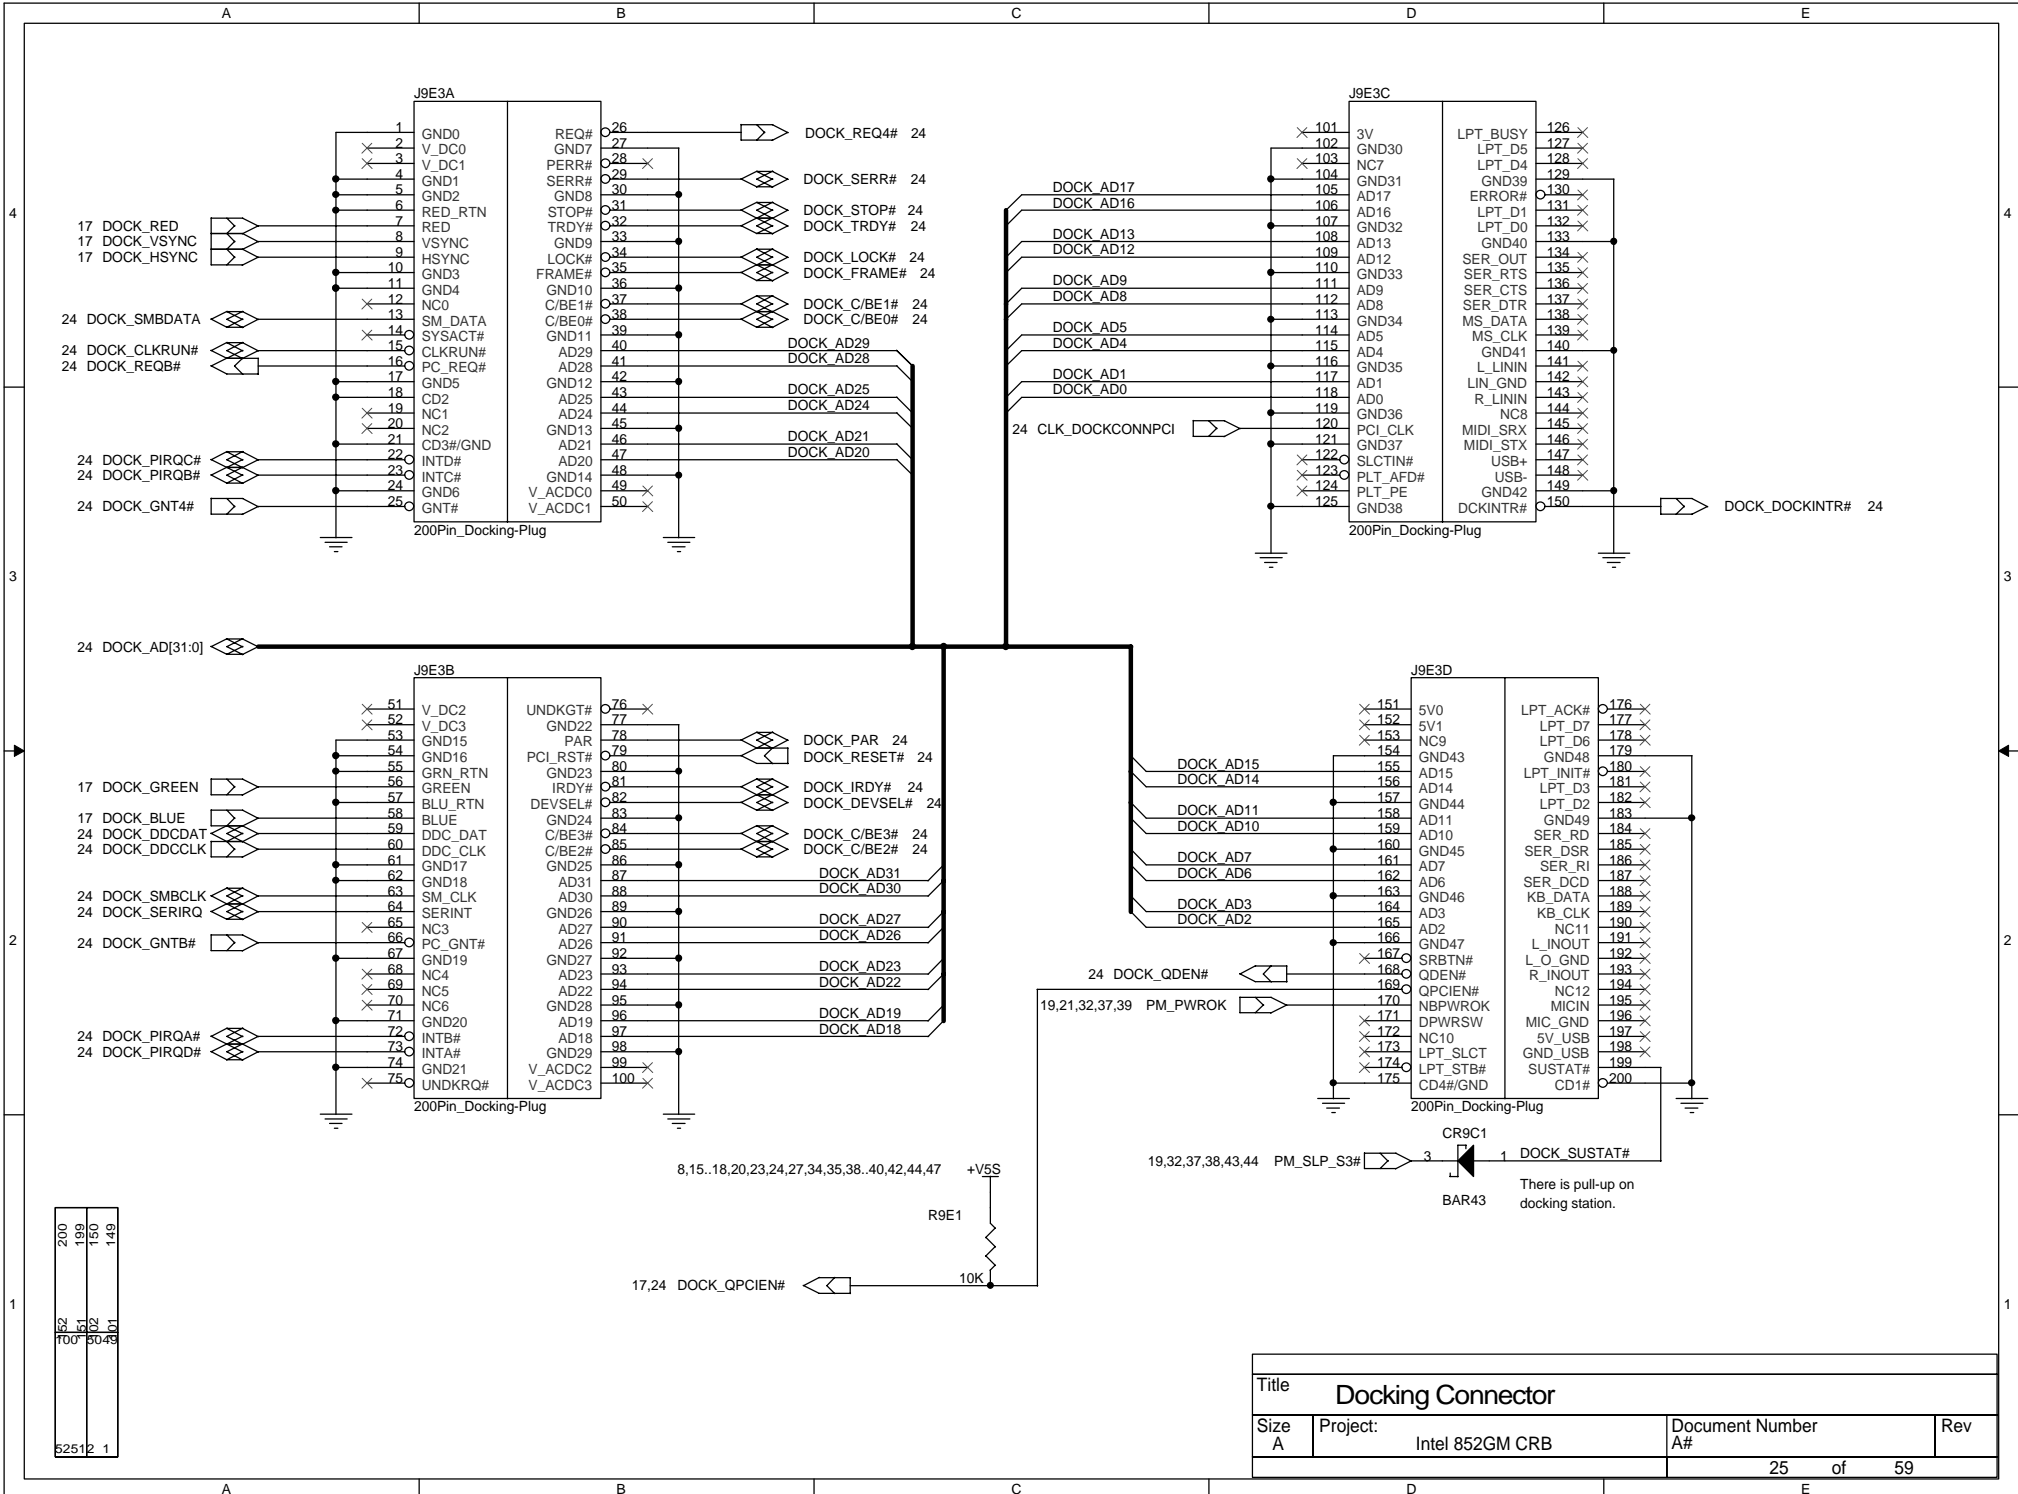 A B C D E
4
3
2
1
J9E3A
1 GND0
2 V_DC0
3 V_DC1
4 GND1
5 GND2
6 RED_RTN
17 DOCK_RED 7 RED
17 DOCK_VSYNC 8 VSYNC
17 DOCK_HSYNC 9 HSYNC
10 GND3
11 GND4
12 NC0
24 DOCK_SMBDATA 13 SM_DATA
14 SYSACT#
24 DOCK_CLKRUN# 15 CLKRUN#
24 DOCK_REQB# 16 PC_REQ#
17 GND5
18 CD2
19 NC1
20 NC2
21 CD3#/GND
24 DOCK_PIRQC# 22 INTD#
24 DOCK_PIRQB# 23 INTC#
24 GND6
24 DOCK_GNT4# 25 GNT#
REQ# 26 DOCK_REQ4# 24
GND7 27
PERR# 28
SERR# 29 DOCK_SERR# 24
GND8 30
STOP# 31 DOCK_STOP# 24
TRDY# 32 DOCK_TRDY# 24
GND9 33
LOCK# 34 DOCK_LOCK# 24
FRAME# 35 DOCK_FRAME# 24
GND10 36
C/BE1# 37 DOCK_C/BE1# 24
C/BE0# 38 DOCK_C/BE0# 24
GND11 39
AD29 40 DOCK_AD29
AD28 41 DOCK_AD28
GND12 42
AD25 43 DOCK_AD25
AD24 44 DOCK_AD24
GND13 45
AD21 46 DOCK_AD21
AD20 47 DOCK_AD20
GND14 48
V_ACDC0 49
V_ACDC1 50
200Pin_Docking-Plug
J9E3C
101 3V
102 GND30
103 NC7
104 GND31
DOCK_AD17 105 AD17
DOCK_AD16 106 AD16
107 GND32
DOCK_AD13 108 AD13
DOCK_AD12 109 AD12
110 GND33
DOCK_AD9 111 AD9
DOCK_AD8 112 AD8
113 GND34
DOCK_AD5 114 AD5
DOCK_AD4 115 AD4
116 GND35
DOCK_AD1 117 AD1
DOCK_AD0 118 AD0
119 GND36
24 CLK_DOCKCONNPCI 120 PCI_CLK
121 GND37
122 SLCTIN#
123 PLT_AFD#
124 PLT_PE
125 GND38
LPT_BUSY 126
LPT_D5 127
LPT_D4 128
GND39 129
ERROR# 130
LPT_D1 131
LPT_D0 132
GND40 133
SER_OUT 134
SER_RTS 135
SER_CTS 136
SER_DTR 137
MS_DATA 138
MS_CLK 139
GND41 140
L_LININ 141
LIN_GND 142
R_LININ 143
NC8 144
MIDI_SRX 145
MIDI_STX 146
USB+ 147
USB- 148
GND42 149
DCKINTR# 150 DOCK_DOCKINTR# 24
200Pin_Docking-Plug
24 DOCK_AD[31:0]
J9E3B
51 V_DC2
52 V_DC3
53 GND15
54 GND16
55 GRN_RTN
17 DOCK_GREEN 56 GREEN
57 BLU_RTN
17 DOCK_BLUE 58 BLUE
24 DOCK_DDCDAT 59 DDC_DAT
24 DOCK_DDCCLK 60 DDC_CLK
61 GND17
62 GND18
24 DOCK_SMBCLK 63 SM_CLK
24 DOCK_SERIRQ 64 SERINT
65 NC3
24 DOCK_GNTB# 66 PC_GNT#
67 GND19
68 NC4
69 NC5
70 NC6
71 GND20
24 DOCK_PIRQA# 72 INTB#
24 DOCK_PIRQD# 73 INTA#
74 GND21
75 UNDKRQ#
UNDKGT# 76
GND22 77
PAR 78 DOCK_PAR 24
PCI_RST# 79 DOCK_RESET# 24
GND23 80
IRDY# 81 DOCK_IRDY# 24
DEVSEL# 82 DOCK_DEVSEL# 24
GND24 83
C/BE3# 84 DOCK_C/BE3# 24
C/BE2# 85 DOCK_C/BE2# 24
GND25 86
AD31 87 DOCK_AD31
AD30 88 DOCK_AD30
GND26 89
AD27 90 DOCK_AD27
AD26 91 DOCK_AD26
GND27 92
AD23 93 DOCK_AD23
AD22 94 DOCK_AD22
GND28 95
AD19 96 DOCK_AD19
AD18 97 DOCK_AD18
GND29 98
V_ACDC2 99
V_ACDC3 100
200Pin_Docking-Plug
J9E3D
151 5V0
152 5V1
153 NC9
154 GND43
DOCK_AD15 155 AD15
DOCK_AD14 156 AD14
157 GND44
DOCK_AD11 158 AD11
DOCK_AD10 159 AD10
160 GND45
DOCK_AD7 161 AD7
DOCK_AD6 162 AD6
163 GND46
DOCK_AD3 164 AD3
DOCK_AD2 165 AD2
166 GND47
167 SRBTN#
24 DOCK_QDEN# 168 QDEN#
169 QPCIEN#
19,21,32,37,39 PM_PWROK 170 NBPWROK
171 DPWRSW
172 NC10
173 LPT_SLCT
174 LPT_STB#
175 CD4#/GND
LPT_ACK# 176
LPT_D7 177
LPT_D6 178
GND48 179
LPT_INIT# 180
LPT_D3 181
LPT_D2 182
GND49 183
SER_RD 184
SER_DSR 185
SER_RI 186
SER_DCD 187
KB_DATA 188
KB_CLK 189
NC11 190
L_INOUT 191
L_O_GND 192
R_INOUT 193
NC12 194
MICIN 195
MIC_GND 196
5V_USB 197
GND_USB 198
SUSTAT# 199
CD1# 200
200Pin_Docking-Plug
CR9C1
19,32,37,38,43,44 PM_SLP_S3# 3 1 DOCK_SUSTAT#
BAR43
There is pull-up on
docking station.
8,15..18,20,23,24,27,34,35,38..40,42,44,47 +V5S
R9E1
10K
17,24 DOCK_QPCIEN#
200 199 150 149
152 151 102 101
100 50 49
52 51 2 1
Title Docking Connector
Size A
Project: Intel 852GM CRB
Document Number A#
Rev
25 of 59
4
3
2
1
A B C D E